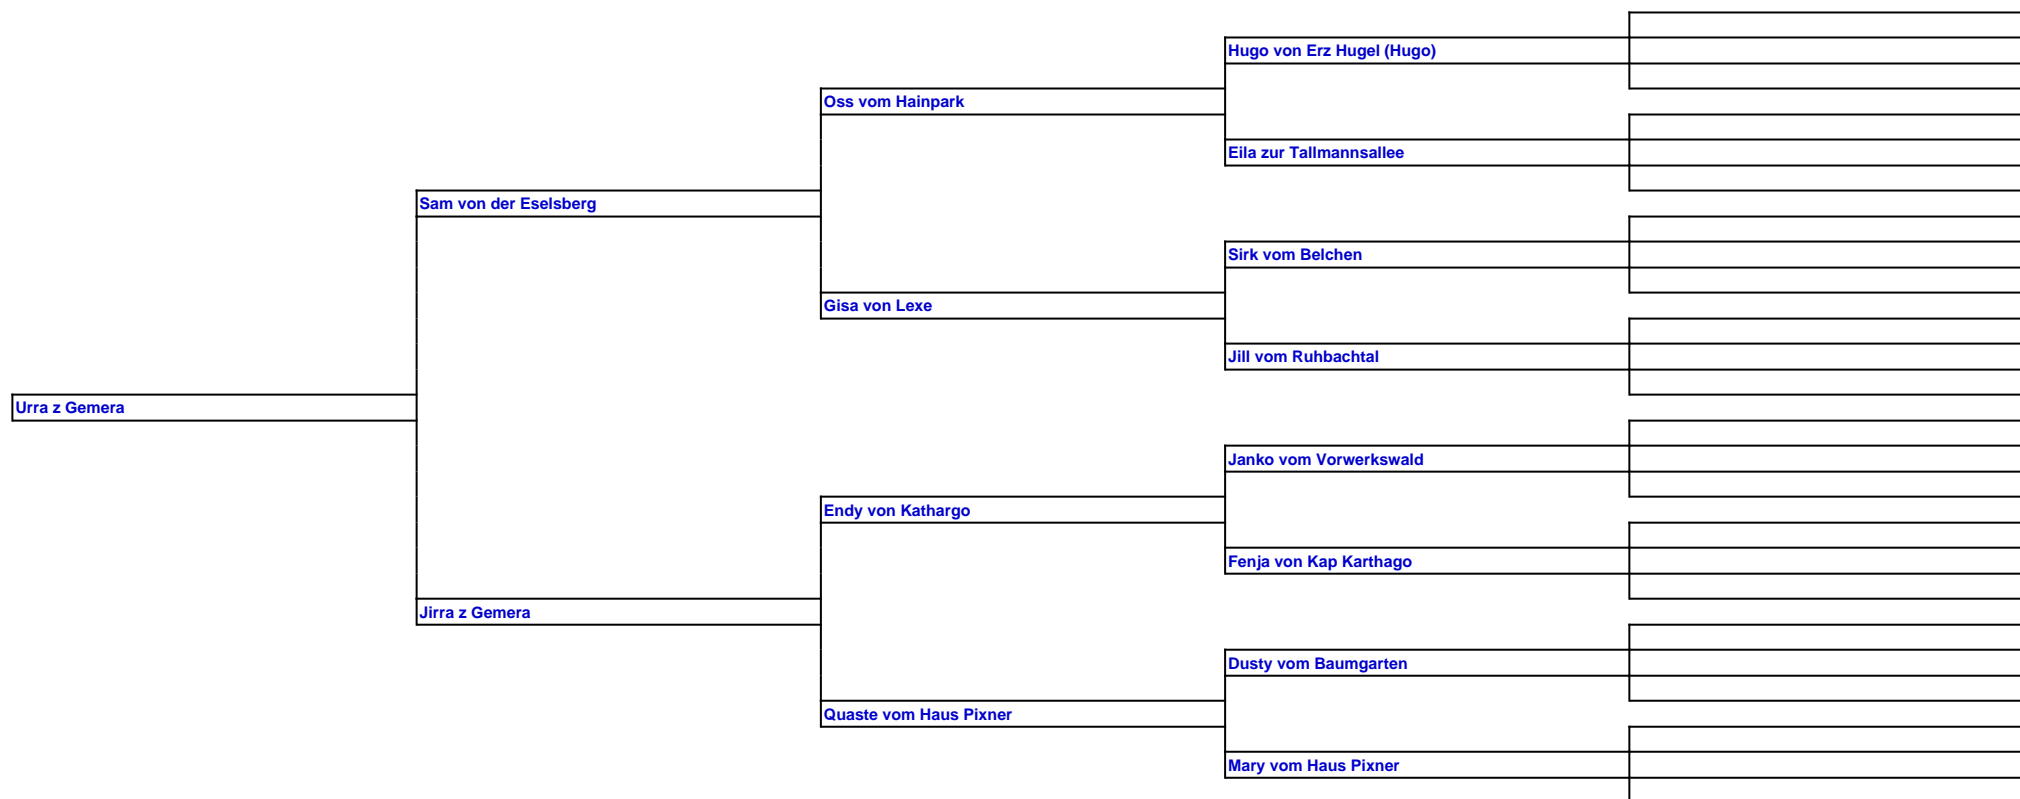 Hugo von Erz Hugel (Hugo)
Oss vom Hainpark
Eila zur Tallmannsallee
Sam von der Eselsberg
Sirk vom Belchen
Gisa von Lexe
Jill vom Ruhbachtal
Urra z Gemera
Janko vom Vorwerkswald
Endy von Kathargo
Fenja von Kap Karthago
Jirra z Gemera
Dusty vom Baumgarten
Quaste vom Haus Pixner
Mary vom Haus Pixner